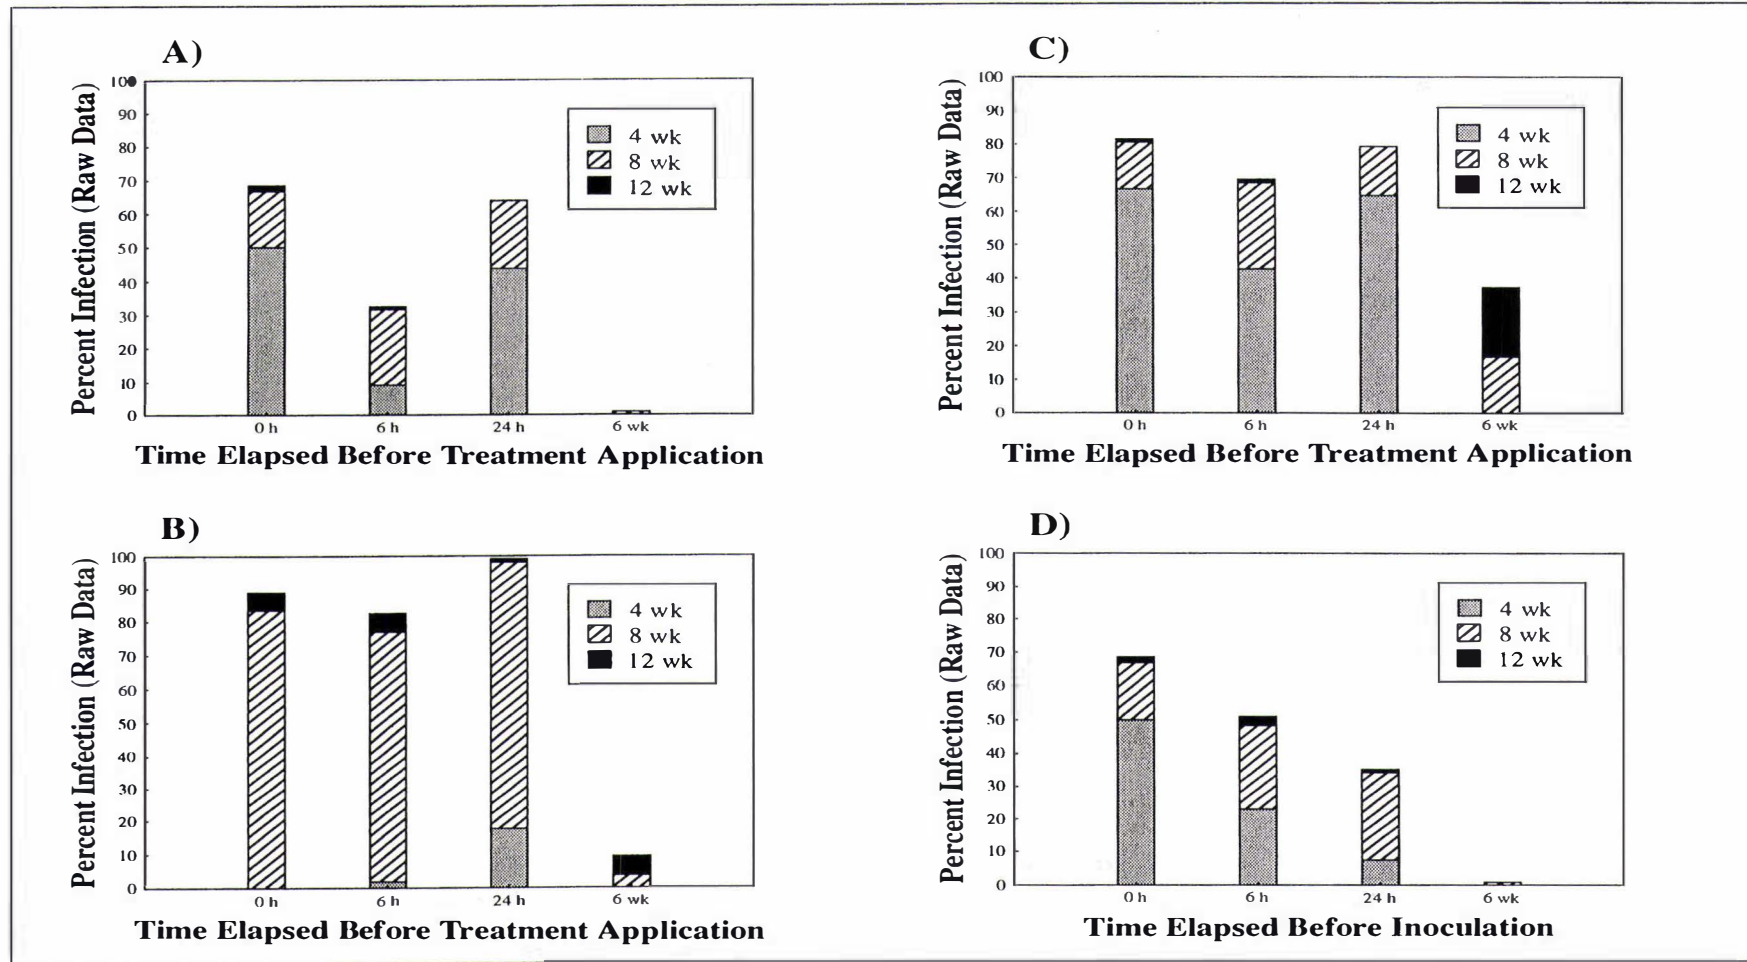 A)
Percent Infection (Raw Data)
100
90
80
70
60
50
40
30
20
10
0
4 wk
8 wk
12 wk
0 h 6 h 24 h 6 wk
Time Elapsed Before Treatment Application
B)
Percent Infection (Raw Data)
100
90
80
70
60
50
40
30
20
10
0
4 wk
8 wk
12 wk
0 h 6 h 24 h 6 wk
Time Elapsed Before Treatment Application
C)
Percent Infection (Raw Data)
100
90
80
70
60
50
40
30
20
10
0
4 wk
8 wk
12 wk
0 h 6 h 24 h 6 wk
Time Elapsed Before Treatment Application
D)
Percent Infection (Raw Data)
100
90
80
70
60
50
40
30
20
10
0
4 wk
8 wk
12 wk
0 h 6 h 24 h 6 wk
Time Elapsed Before Inoculation